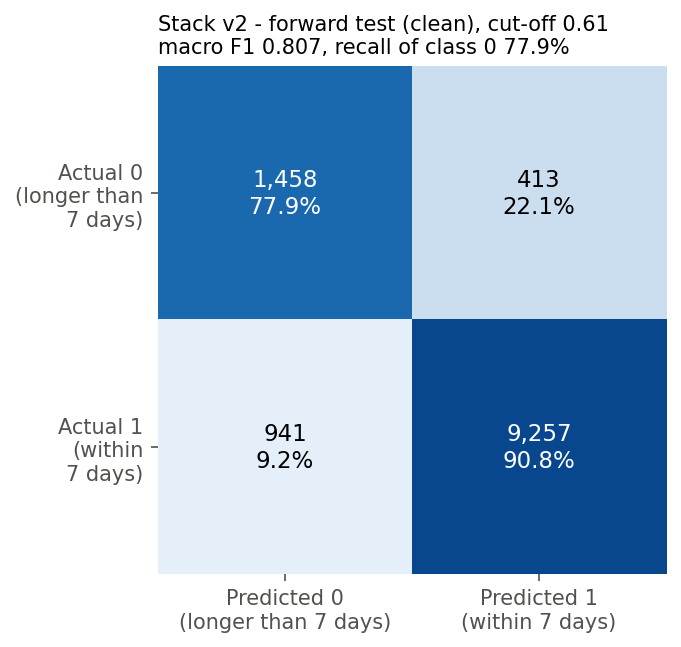 Stack v2 - forward test (clean), cut-off 0.61
macro F1 0.807, recall of class 0 77.9%
Actual 0
(longer than
7 days)
1,458
77.9%
413
22.1%
Actual 1
(within
7 days)
941
9.2%
9,257
90.8%
Predicted 0
(longer than 7 days)
Predicted 1
(within 7 days)